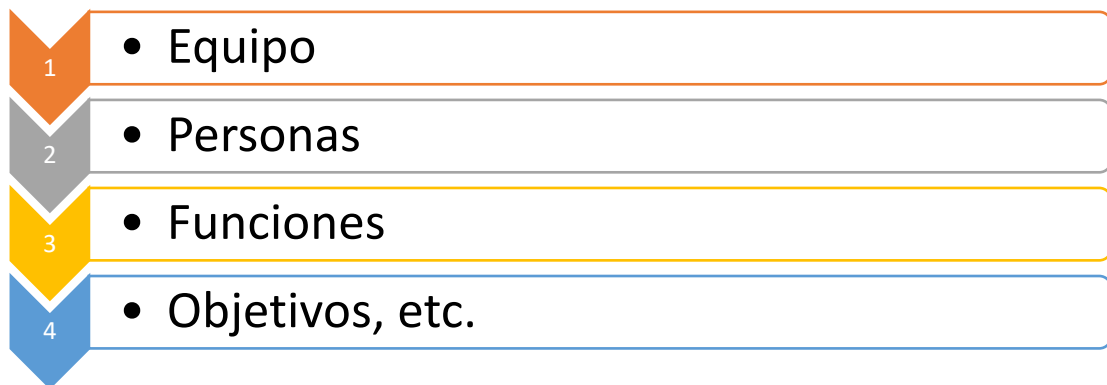 1
• Equipo
2
• Personas
3
• Funciones
4
• Objetivos, etc.